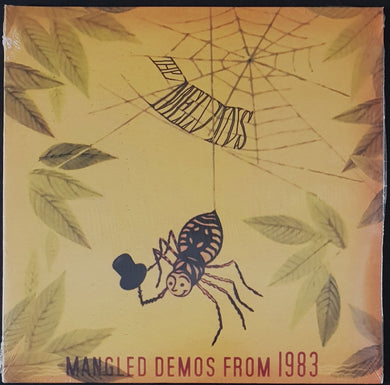 THE
MELVINS
MANGLED DEMOS FROM 1983